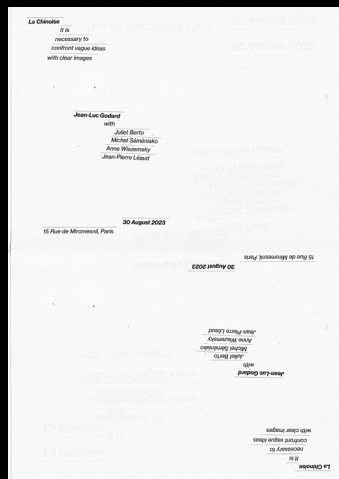 La Chinoise
It is
necessary to
confront vague ideas
with clear images
Jean-Luc Godard
with
Juliet Berto
Michel Séméniako
Anne Wiazemsky
Jean-Pierre Léaud
30 August 2023
15 Rue de Miromesnil, Paris
15 Rue de Miromesnil, Paris
30 August 2023
Jean-Pierre Léaud
Anne Wiazemsky
Michel Séméniako
Juliet Berto
with
Jean-Luc Godard
with clear images
confront vague ideas
necessary to
It is
La Chinoise